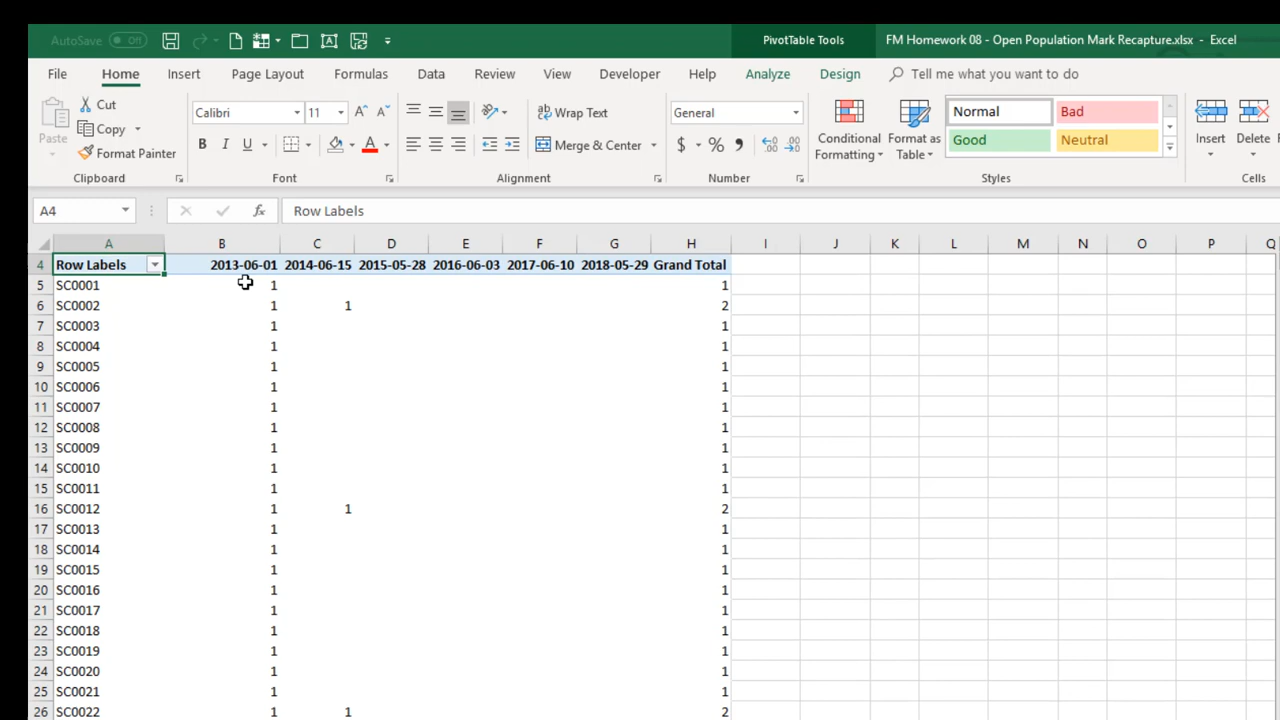 AutoSave Off PivotTable Tools FM Homework 08 - Open Population Mark Recapture.xlsx - Excel
File Home Insert Page Layout Formulas Data Review View Developer Help Analyze Design Tell me what you want to do
Paste Cut Copy Format Painter Clipboard
Calibri 11 B I U A Font
Wrap Text Merge & Center Alignment
General $ % Number
Conditional Formatting Format as Table Normal Bad Good Neutral Styles
Insert Delete Cells
A4 fx Row Labels
A B C D E F G H I J K L M N O P Q
4 Row Labels 2013-06-01 2014-06-15 2015-05-28 2016-06-03 2017-06-10 2018-05-29 Grand Total
5 SC0001 1 1
6 SC0002 1 1 2
7 SC0003 1 1
8 SC0004 1 1
9 SC0005 1 1
10 SC0006 1 1
11 SC0007 1 1
12 SC0008 1 1
13 SC0009 1 1
14 SC0010 1 1
15 SC0011 1 1
16 SC0012 1 1 2
17 SC0013 1 1
18 SC0014 1 1
19 SC0015 1 1
20 SC0016 1 1
21 SC0017 1 1
22 SC0018 1 1
23 SC0019 1 1
24 SC0020 1 1
25 SC0021 1 1
26 SC0022 1 1 2